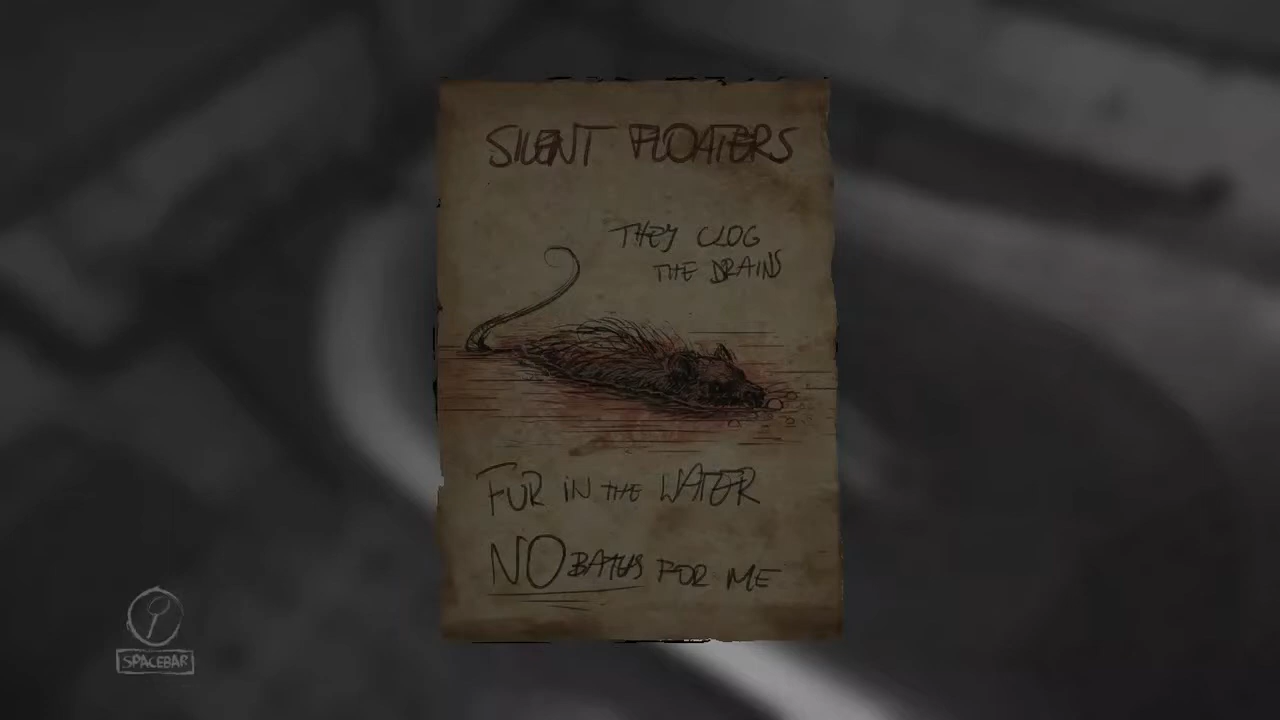 SILENT FLOATERS
THEY CLOG
THE DRAINS
FUR IN THE WATER
NO BATHS FOR ME
SPACEBAR